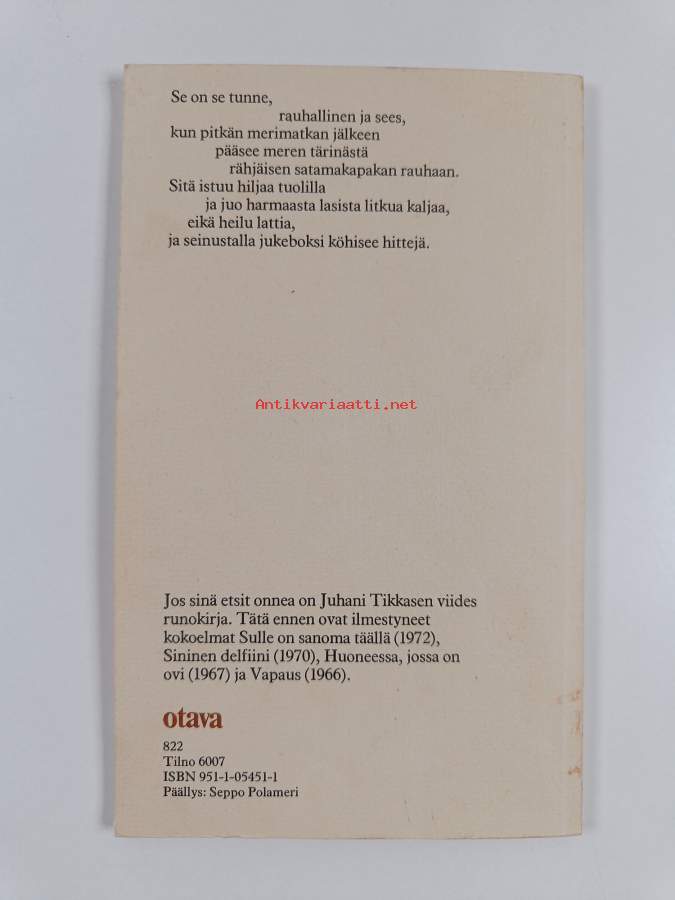 Se on se tunne,
rauhallinen ja sees,
kun pitkän merimatkan jälkeen
pääsee meren tärinästä
rähjäisen satamakapakan rauhaan.
Sitä istuu hiljaa tuolilla
ja juo harmaasta lasista litkua kaljaa,
eikä heilu lattia,
ja seinustalla jukeboksi köhisee hittejä.
Antikvariaatti.net
Jos sinä etsit onnea on Juhani Tikkasen viides
runokirja. Tätä ennen ovat ilmestyneet
kokoelmat Sulle on sanoma täällä (1972),
Sininen delfiini (1970), Huoneessa, jossa on
ovi (1967) ja Vapaus (1966).
otava
822
Tilno 6007
ISBN 951-1-05451-1
Päällys: Seppo Polameri